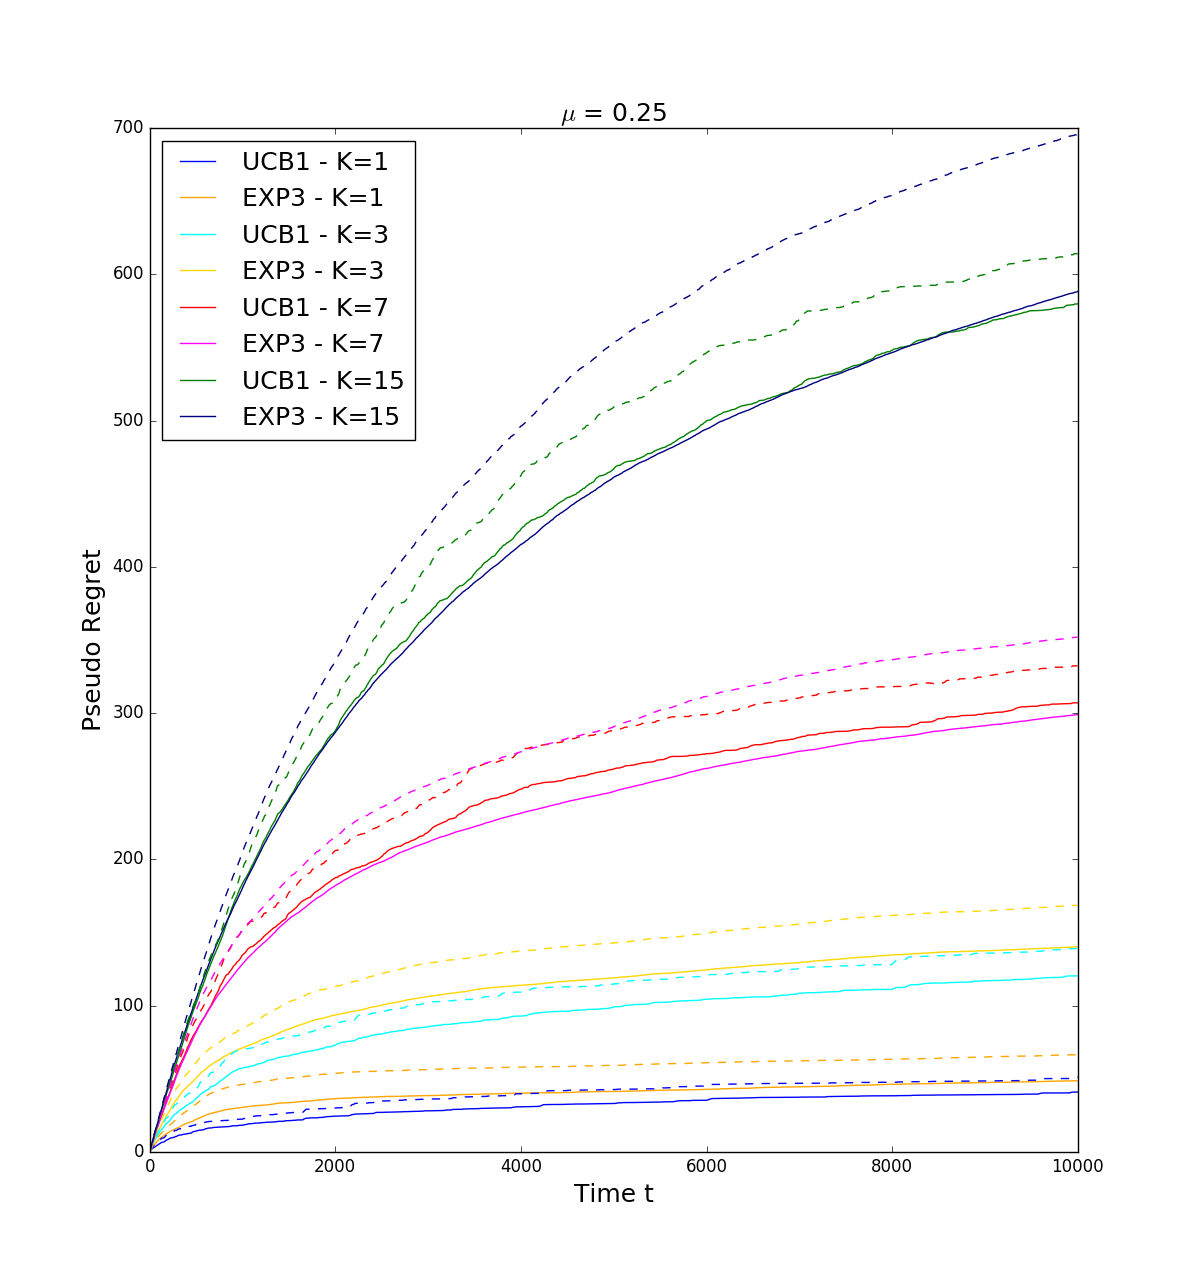 μ = 0.25
700
600
500
400
300
200
100
0
UCB1 - K=1
EXP3 - K=1
UCB1 - K=3
EXP3 - K=3
UCB1 - K=7
EXP3 - K=7
UCB1 - K=15
EXP3 - K=15
Pseudo Regret
0 2000 4000 6000 8000 10000
Time t